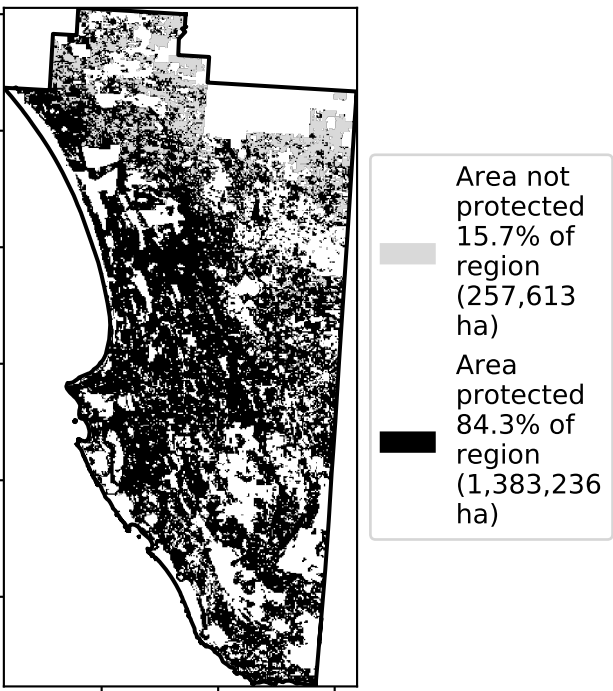 Area not
protected
15.7% of
region
(257,613
ha)
Area
protected
84.3% of
region
(1,383,236
ha)